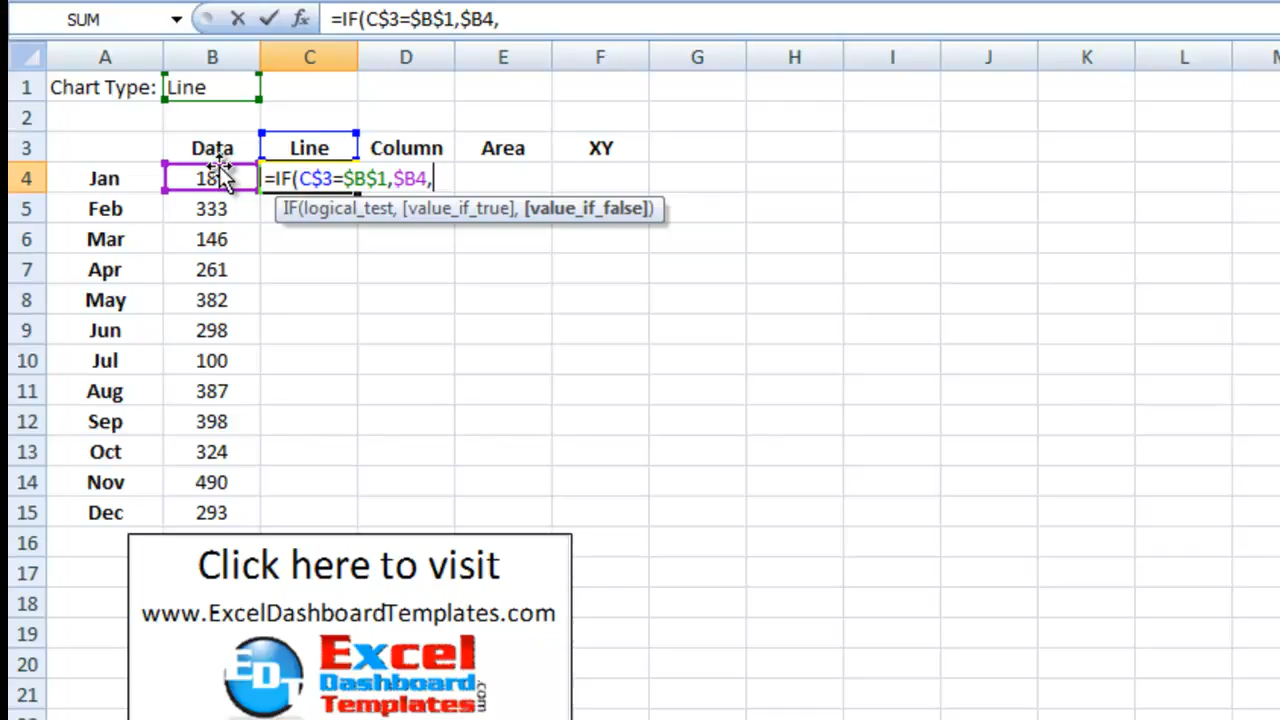 SUM =IF(C$3=$B$1,$B4,
A B C D E F G H I J K L
1 Chart Type: Line
2
3 Data Line Column Area XY
4 Jan =IF(C$3=$B$1,$B4,
5 Feb 333 IF(logical_test, [value_if_true], [value_if_false])
6 Mar 146
7 Apr 261
8 May 382
9 Jun 298
10 Jul 100
11 Aug 387
12 Sep 398
13 Oct 324
14 Nov 490
15 Dec 293
16
17
18
19
20
21
Click here to visit
www.ExcelDashboardTemplates.com
EDT
Excel
Dashboard
Templates
.com